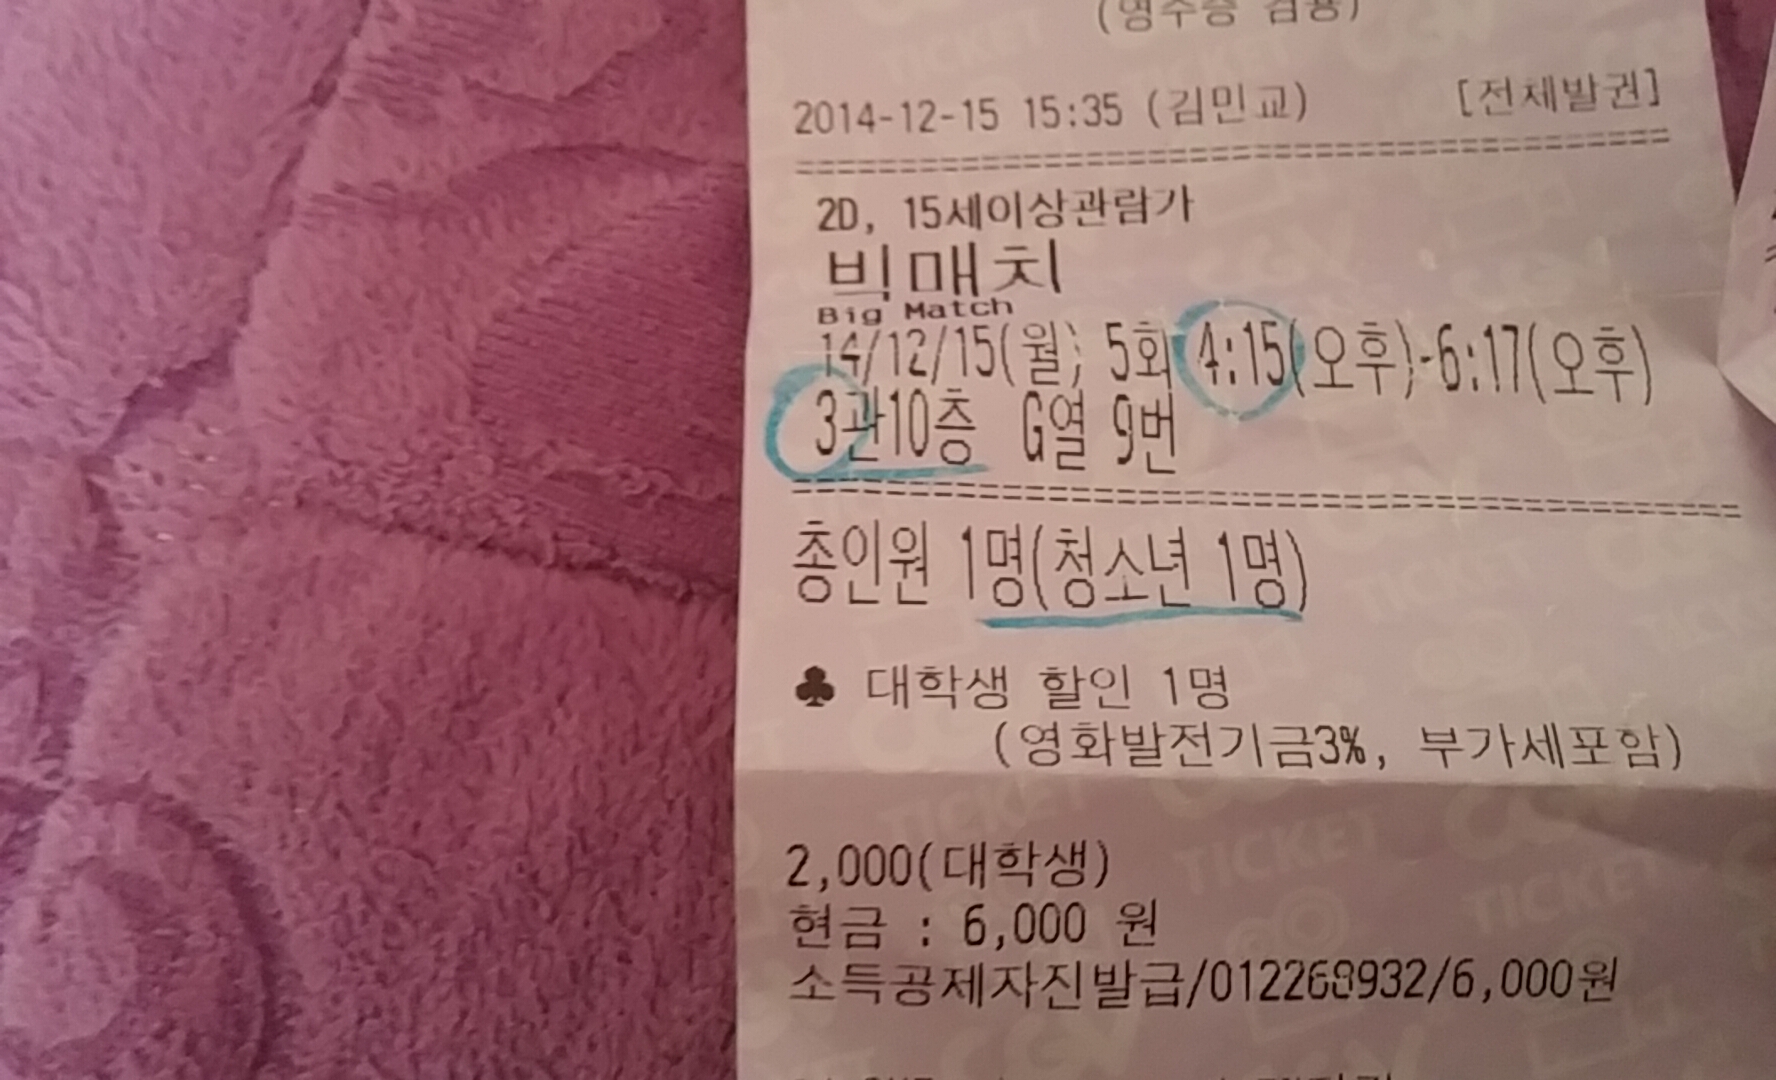 (영수증 겸용)
2014-12-15 15:35 (김민교) [전체발권]
2D, 15세이상관람가
빅매치
Big Match
14/12/15(월) 5회 4:15(오후)-6:17(오후)
3관10층 G열 9번
총인원 1명(청소년 1명)
♣ 대학생 할인 1명
(영화발전기금3%, 부가세포함)
2,000(대학생)
현금 : 6,000 원
소득공제자진발급/012268932/6,000원